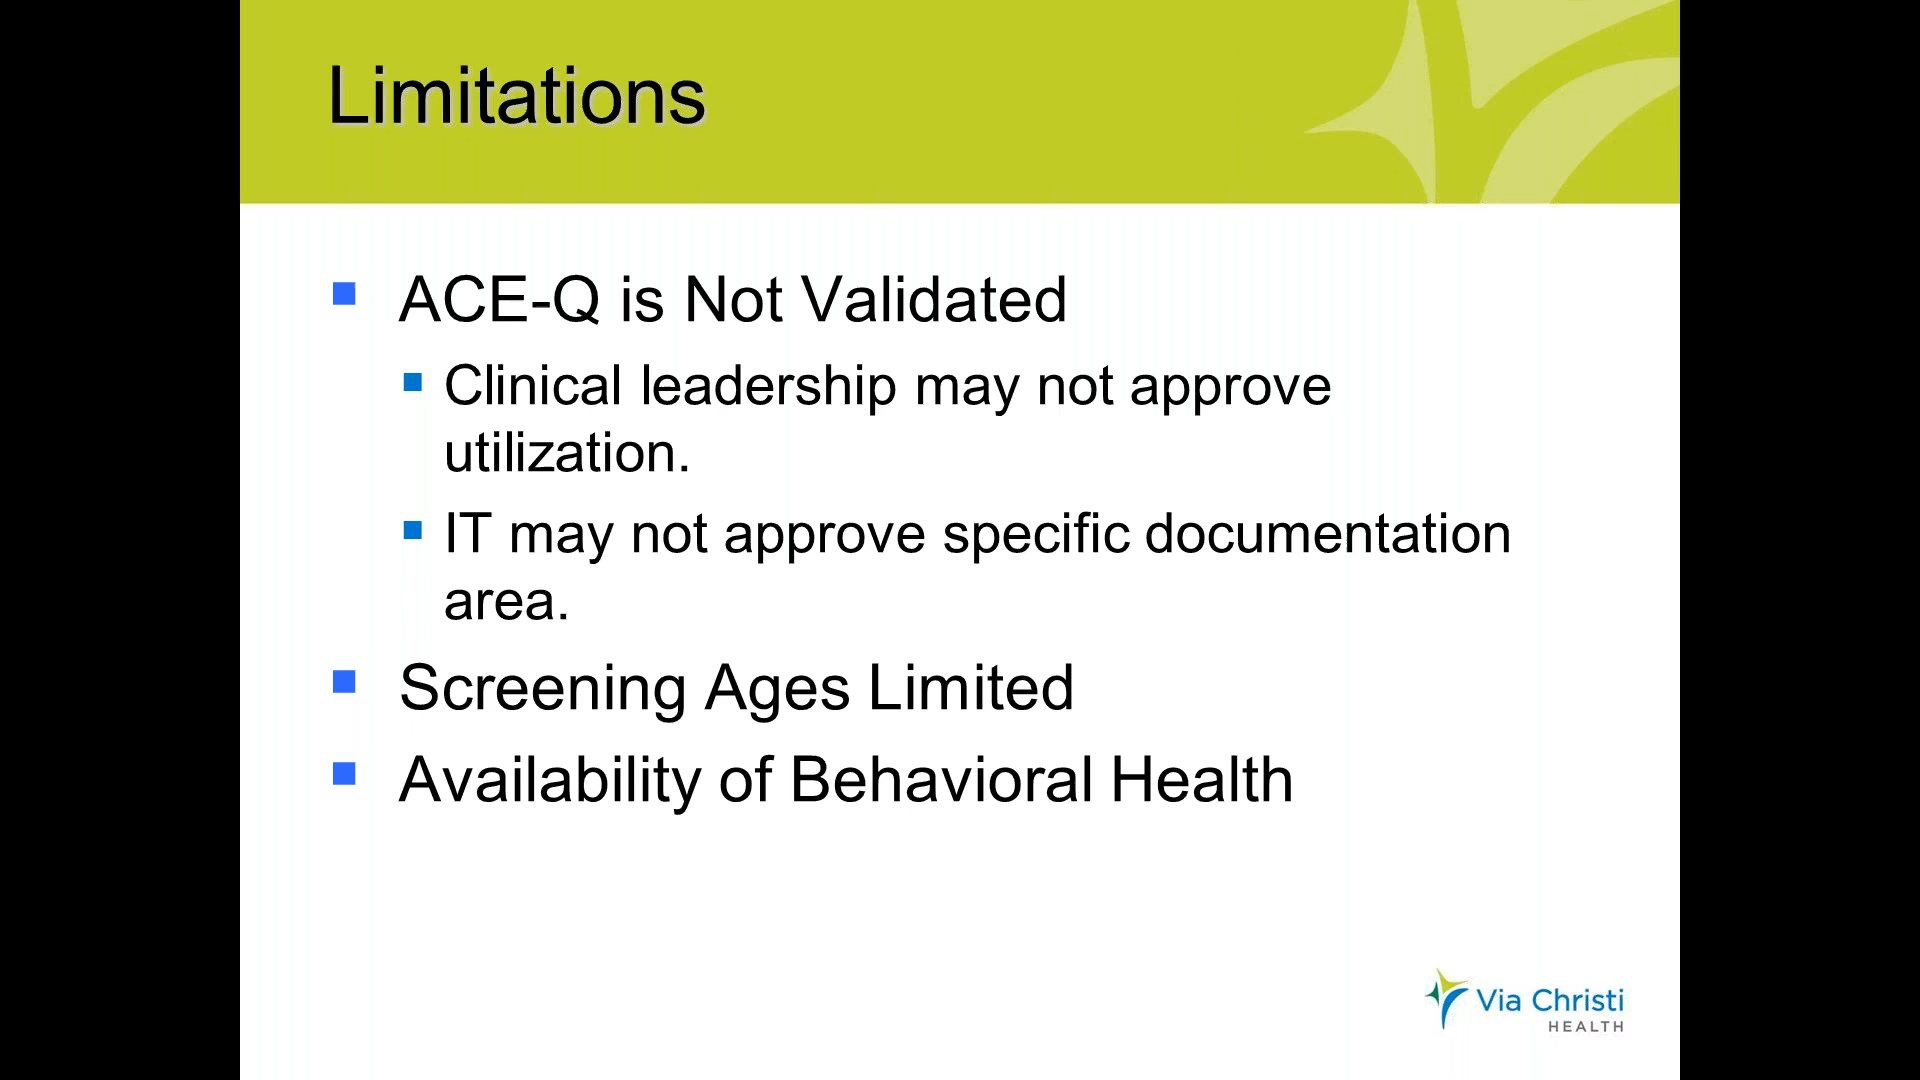 Limitations
ACE-Q is Not Validated
Clinical leadership may not approve
utilization.
IT may not approve specific documentation
area.
Screening Ages Limited
Availability of Behavioral Health
Via Christi
HEALTH